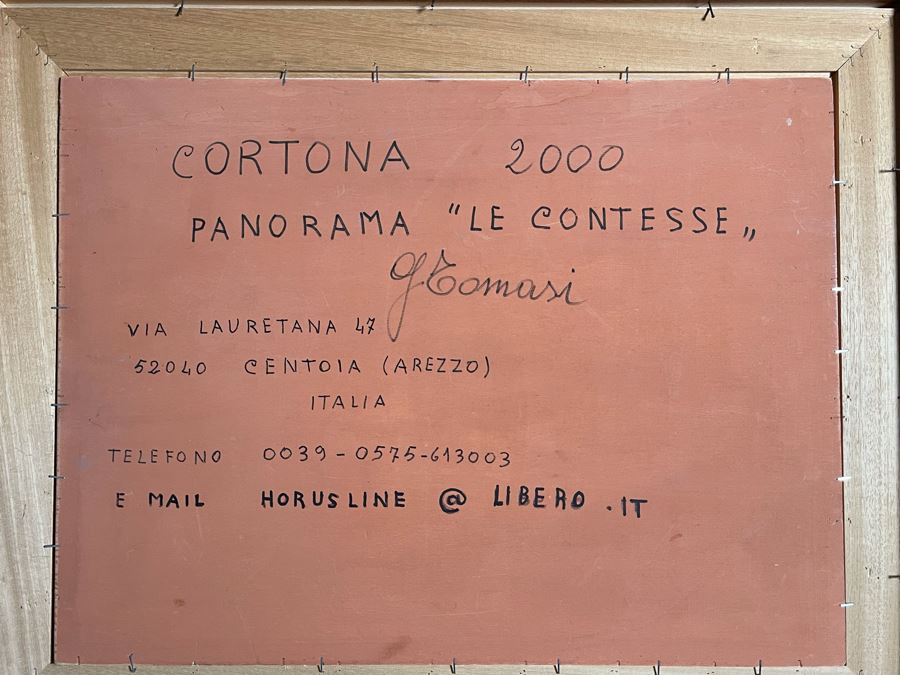 CORTONA 2000
PANORAMA "LE CONTESSE„
G Tomasi
VIA LAURETANA 47
52040 CENTOIA (AREZZO)
ITALIA
TELEFONO 0039-0575-613003
E MAIL HORUSLINE @ LIBERO .IT